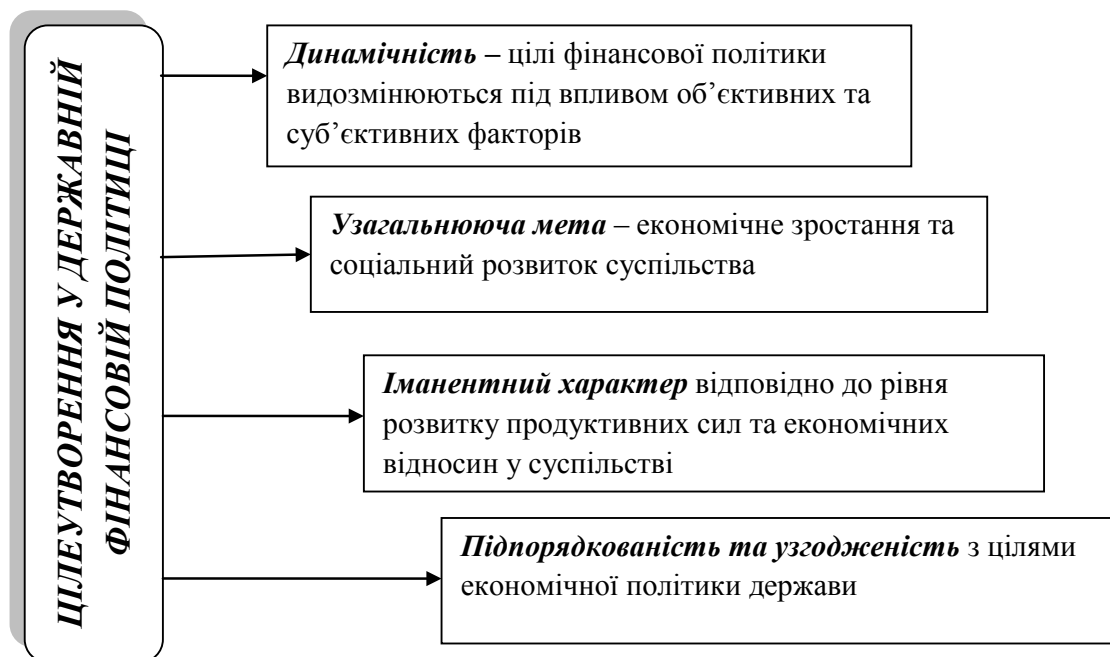 ЦІЛЕУТВОРЕННЯ У ДЕРЖАВНІЙ
ФІНАНСОВІЙ ПОЛІТИЦІ
Динамічність – цілі фінансової політики
видозмінюються під впливом об’єктивних та
суб’єктивних факторів
Узагальнююча мета – економічне зростання та
соціальний розвиток суспільства
Іманентний характер відповідно до рівня
розвитку продуктивних сил та економічних
відносин у суспільстві
Підпорядкованість та узгодженість з цілями
економічної політики держави